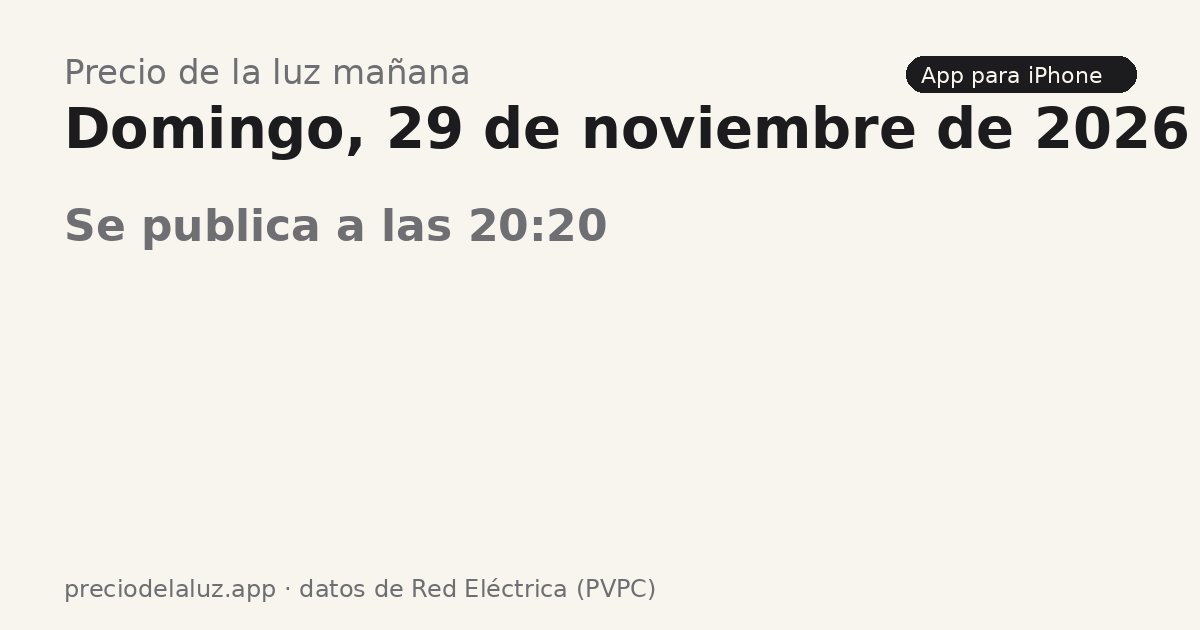 Precio de la luz mañana
App para iPhone
Domingo, 29 de noviembre de 2026
Se publica a las 20:20
preciodelaluz.app · datos de Red Eléctrica (PVPC)